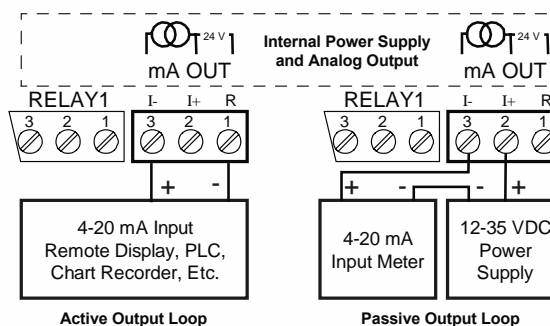 24 V
Internal Power Supply
and Analog Output
24 V
mA OUT
mA OUT
RELAY1
I- I+ R
RELAY1
I- I+ R
3 2 1
3 2 1
3 2 1
3 2 1
+ -
+ - - +
4-20 mA Input
Remote Display, PLC,
Chart Recorder, Etc.
4-20 mA
Input Meter
12-35 VDC
Power
Supply
Active Output Loop
Passive Output Loop